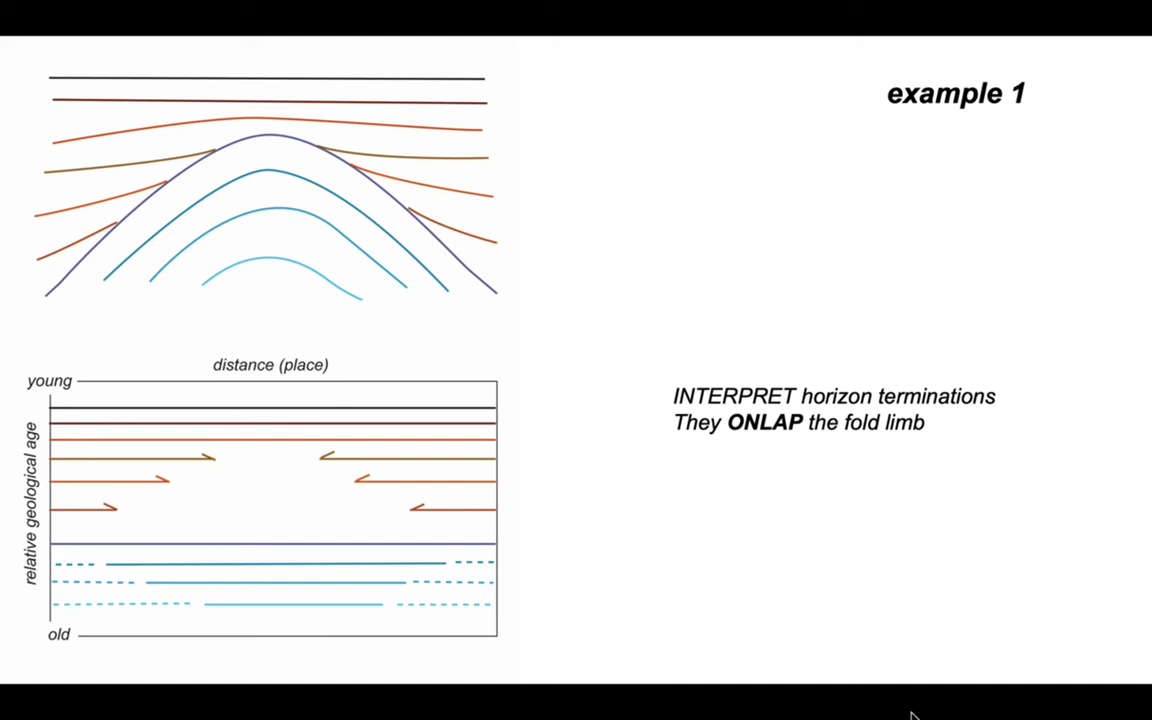 example 1
distance (place)
young
relative geological age
old
INTERPRET horizon terminations
They ONLAP the fold limb